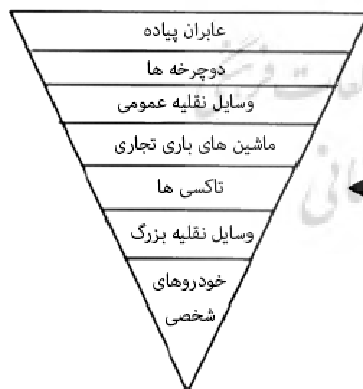 عابران پیاده
دوچرخه ها
وسایل نقلیه عمومی
ماشین های باری تجاری
تاکسی ها
وسایل نقلیه بزرگ
خودروهای
شخصی